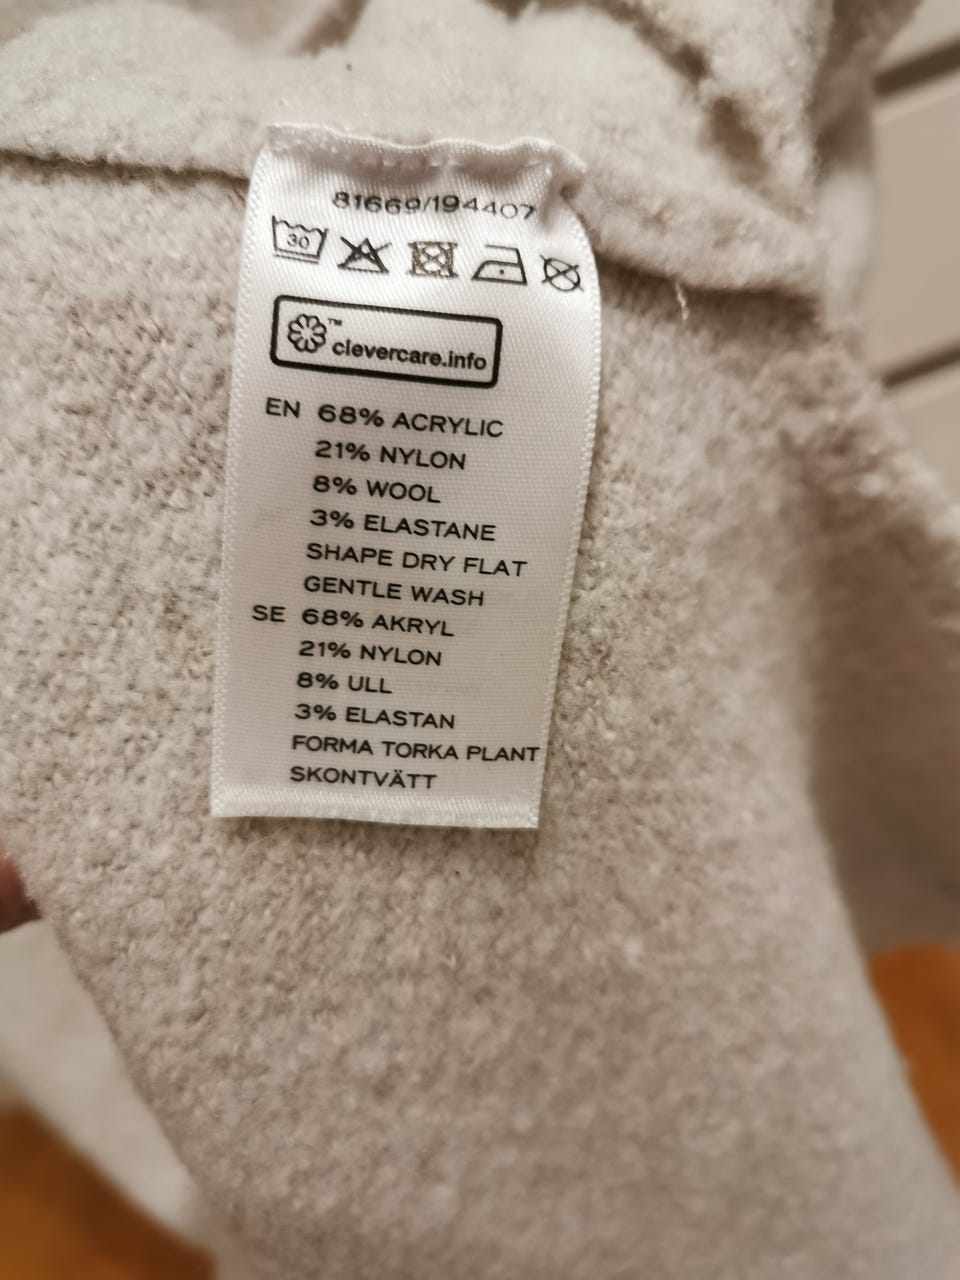 81669/194407
30
™
clevercare.info
EN 68% ACRYLIC
21% NYLON
8% WOOL
3% ELASTANE
SHAPE DRY FLAT
GENTLE WASH
SE 68% AKRYL
21% NYLON
8% ULL
3% ELASTAN
FORMA TORKA PLANT
SKONTVÄTT